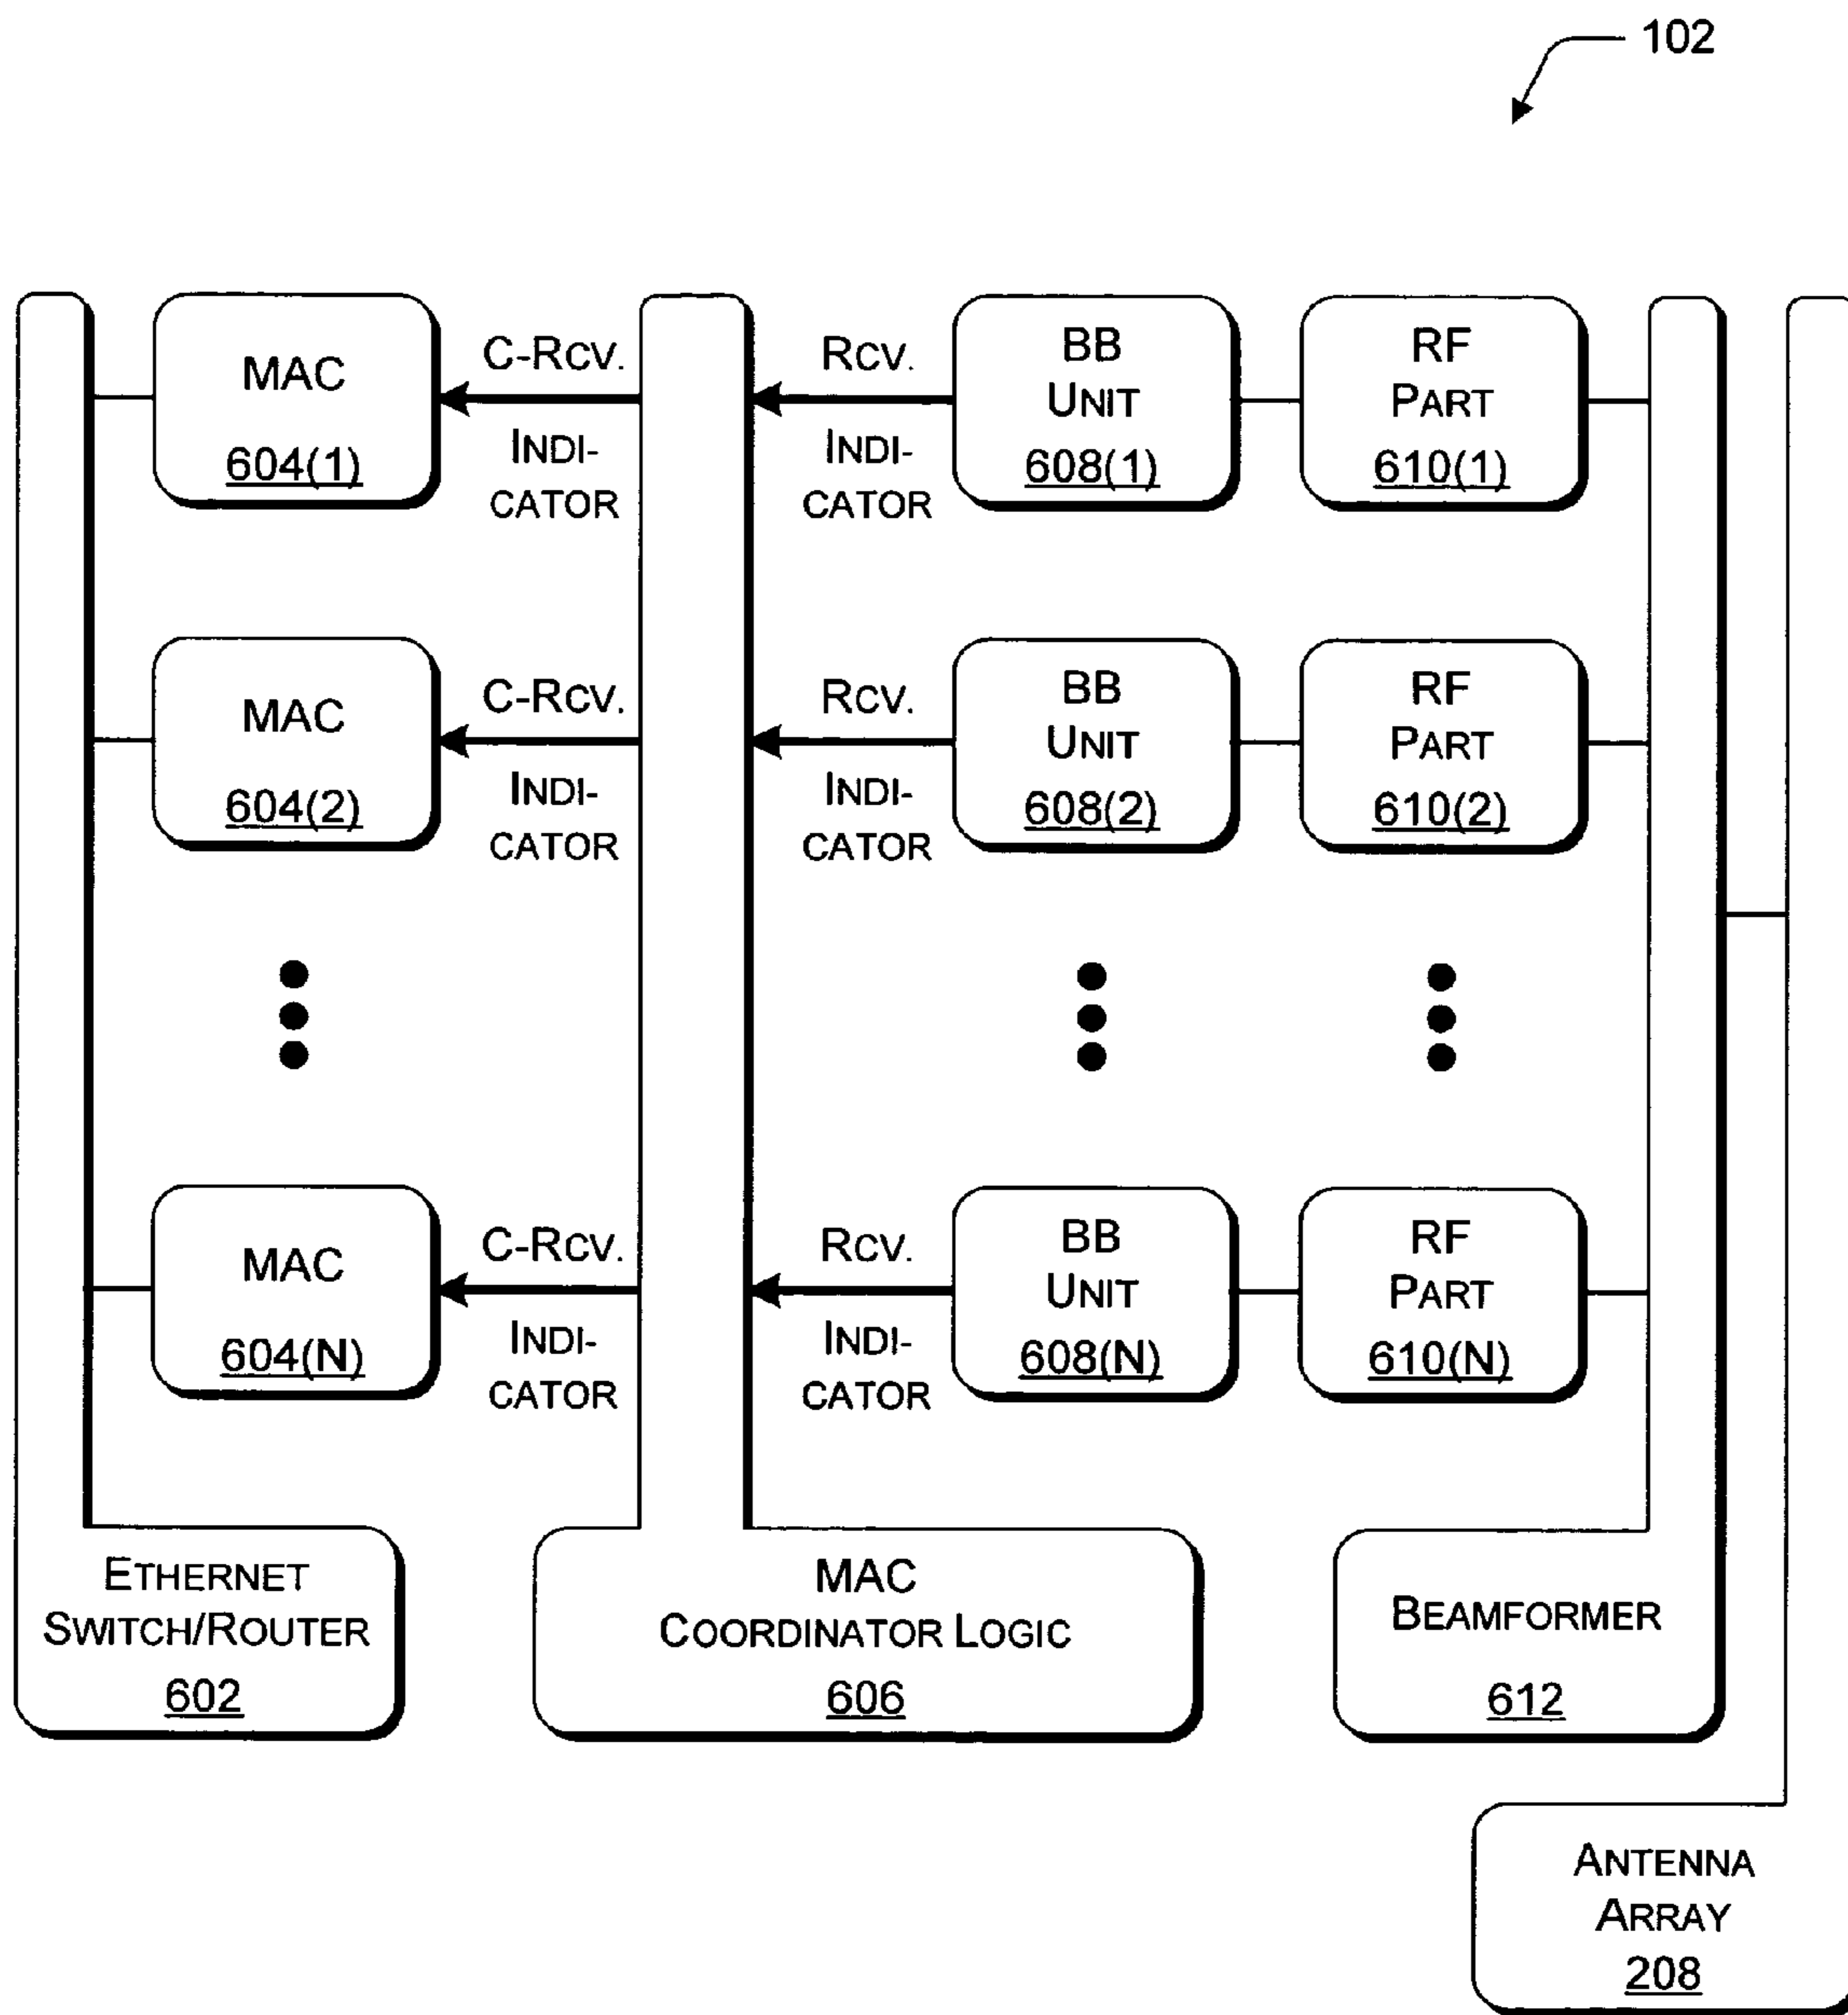 102
MAC
604(1)
C-RCV.
INDI-
CATOR
RCV.
INDI-
CATOR
BB
UNIT
608(1)
RF
PART
610(1)
MAC
604(2)
C-RCV.
INDI-
CATOR
RCV.
INDI-
CATOR
BB
UNIT
608(2)
RF
PART
610(2)
MAC
604(N)
C-RCV.
INDI-
CATOR
RCV.
INDI-
CATOR
BB
UNIT
608(N)
RF
PART
610(N)
ETHERNET
SWITCH/ROUTER
602
MAC
COORDINATOR LOGIC
606
BEAMFORMER
612
ANTENNA
ARRAY
208